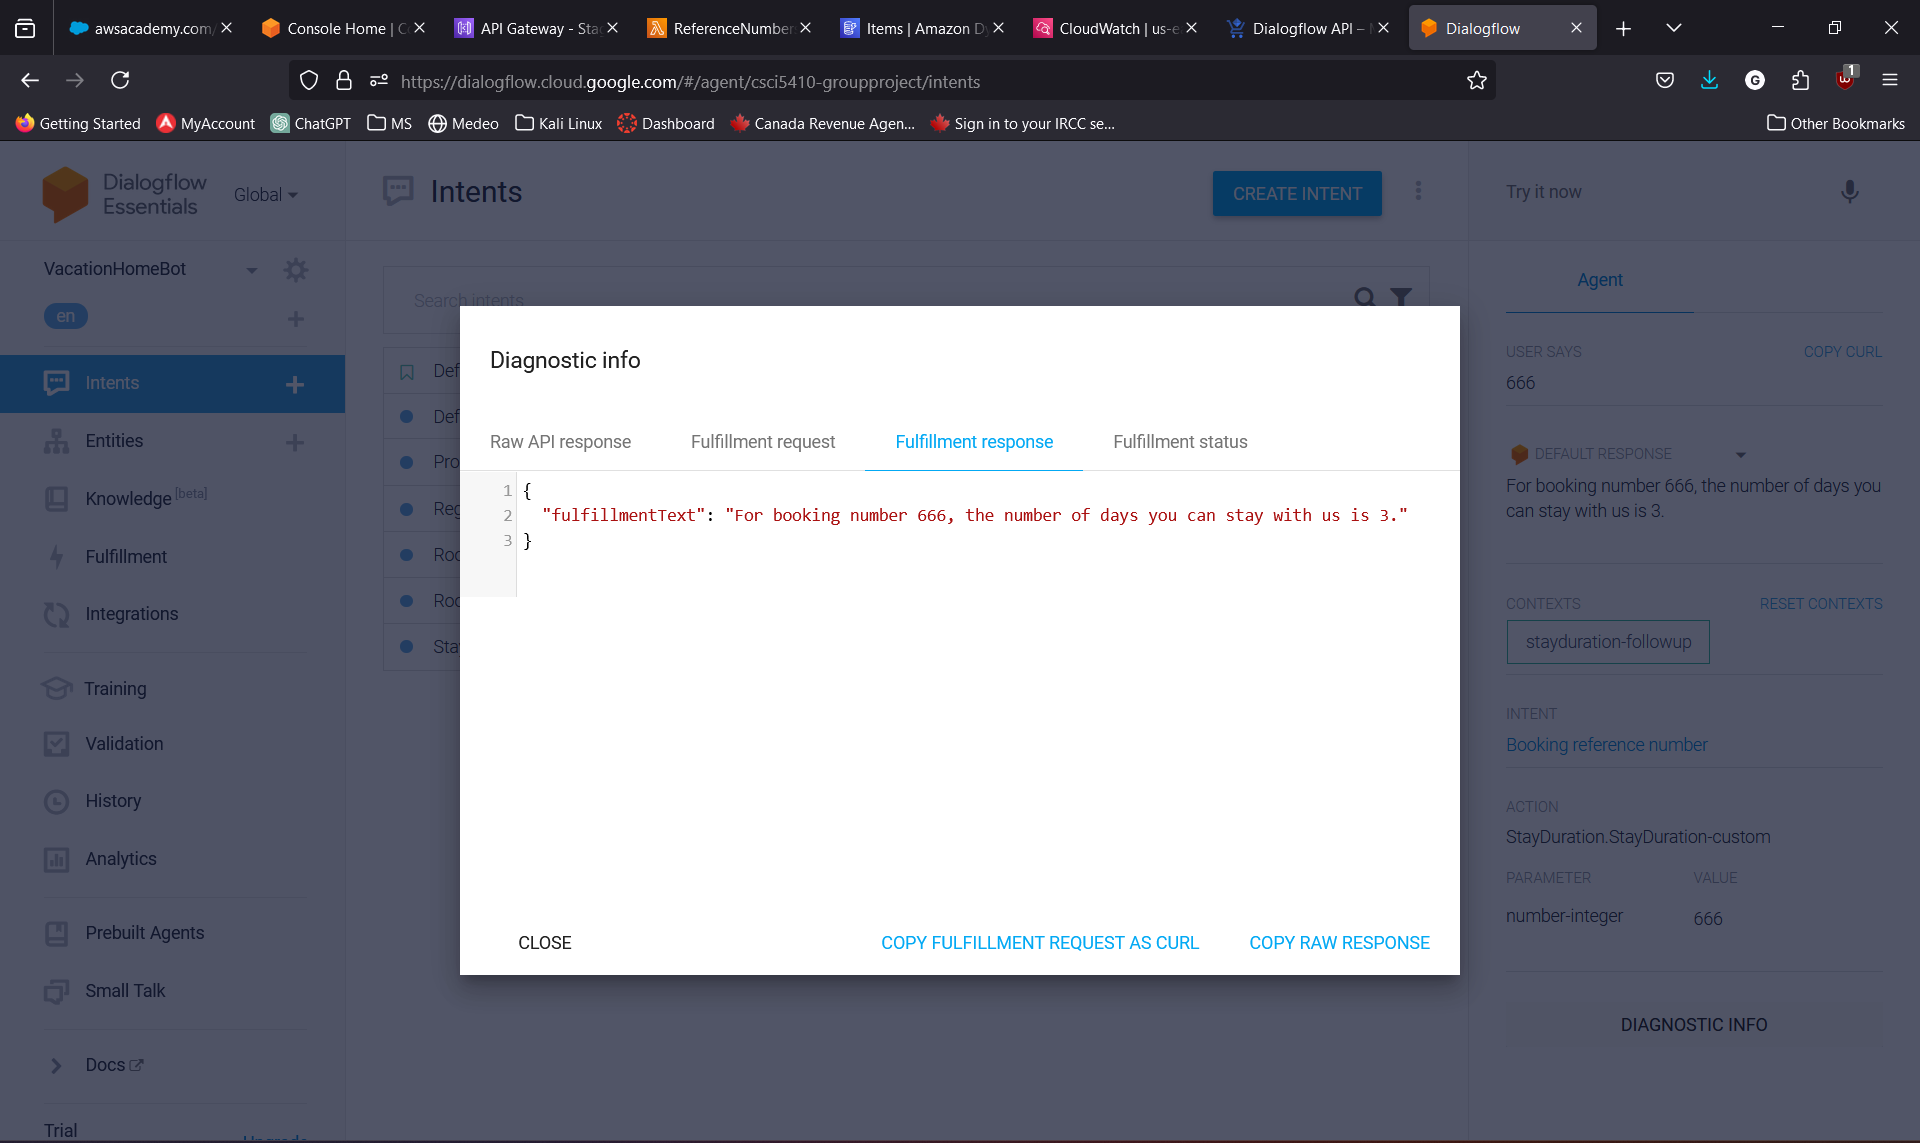 awsacademy.com/
Console Home | Co
API Gateway - Sta
ReferenceNumber
Items | Amazon Dy
CloudWatch | us-e
Dialogflow API –
Dialogflow
https://dialogflow.cloud.google.com/#/agent/csci5410-groupproject/intents
1
Getting Started
MyAccount
ChatGPT
MS
Medeo
Kali Linux
Dashboard
Canada Revenue Agen...
Sign in to your IRCC se...
Other Bookmarks
Dialogflow
Essentials
Global
VacationHomeBot
en
Intents
Entities
Knowledge [beta]
Fulfillment
Integrations
Training
Validation
History
Analytics
Prebuilt Agents
Small Talk
Docs
Trial
Upgrade
Intents
CREATE INTENT
Search intents
Def
Def
Pro
Reg
Roo
Roo
Sta
Diagnostic info
Raw API response
Fulfillment request
Fulfillment response
Fulfillment status
1 {
2 "fulfillmentText": "For booking number 666, the number of days you can stay with us is 3."
3 }
CLOSE
COPY FULFILLMENT REQUEST AS CURL
COPY RAW RESPONSE
Try it now
Agent
USER SAYS
COPY CURL
666
DEFAULT RESPONSE
For booking number 666, the number of days you
can stay with us is 3.
CONTEXTS
RESET CONTEXTS
stayduration-followup
INTENT
Booking reference number
ACTION
StayDuration.StayDuration-custom
PARAMETER
VALUE
number-integer
666
DIAGNOSTIC INFO